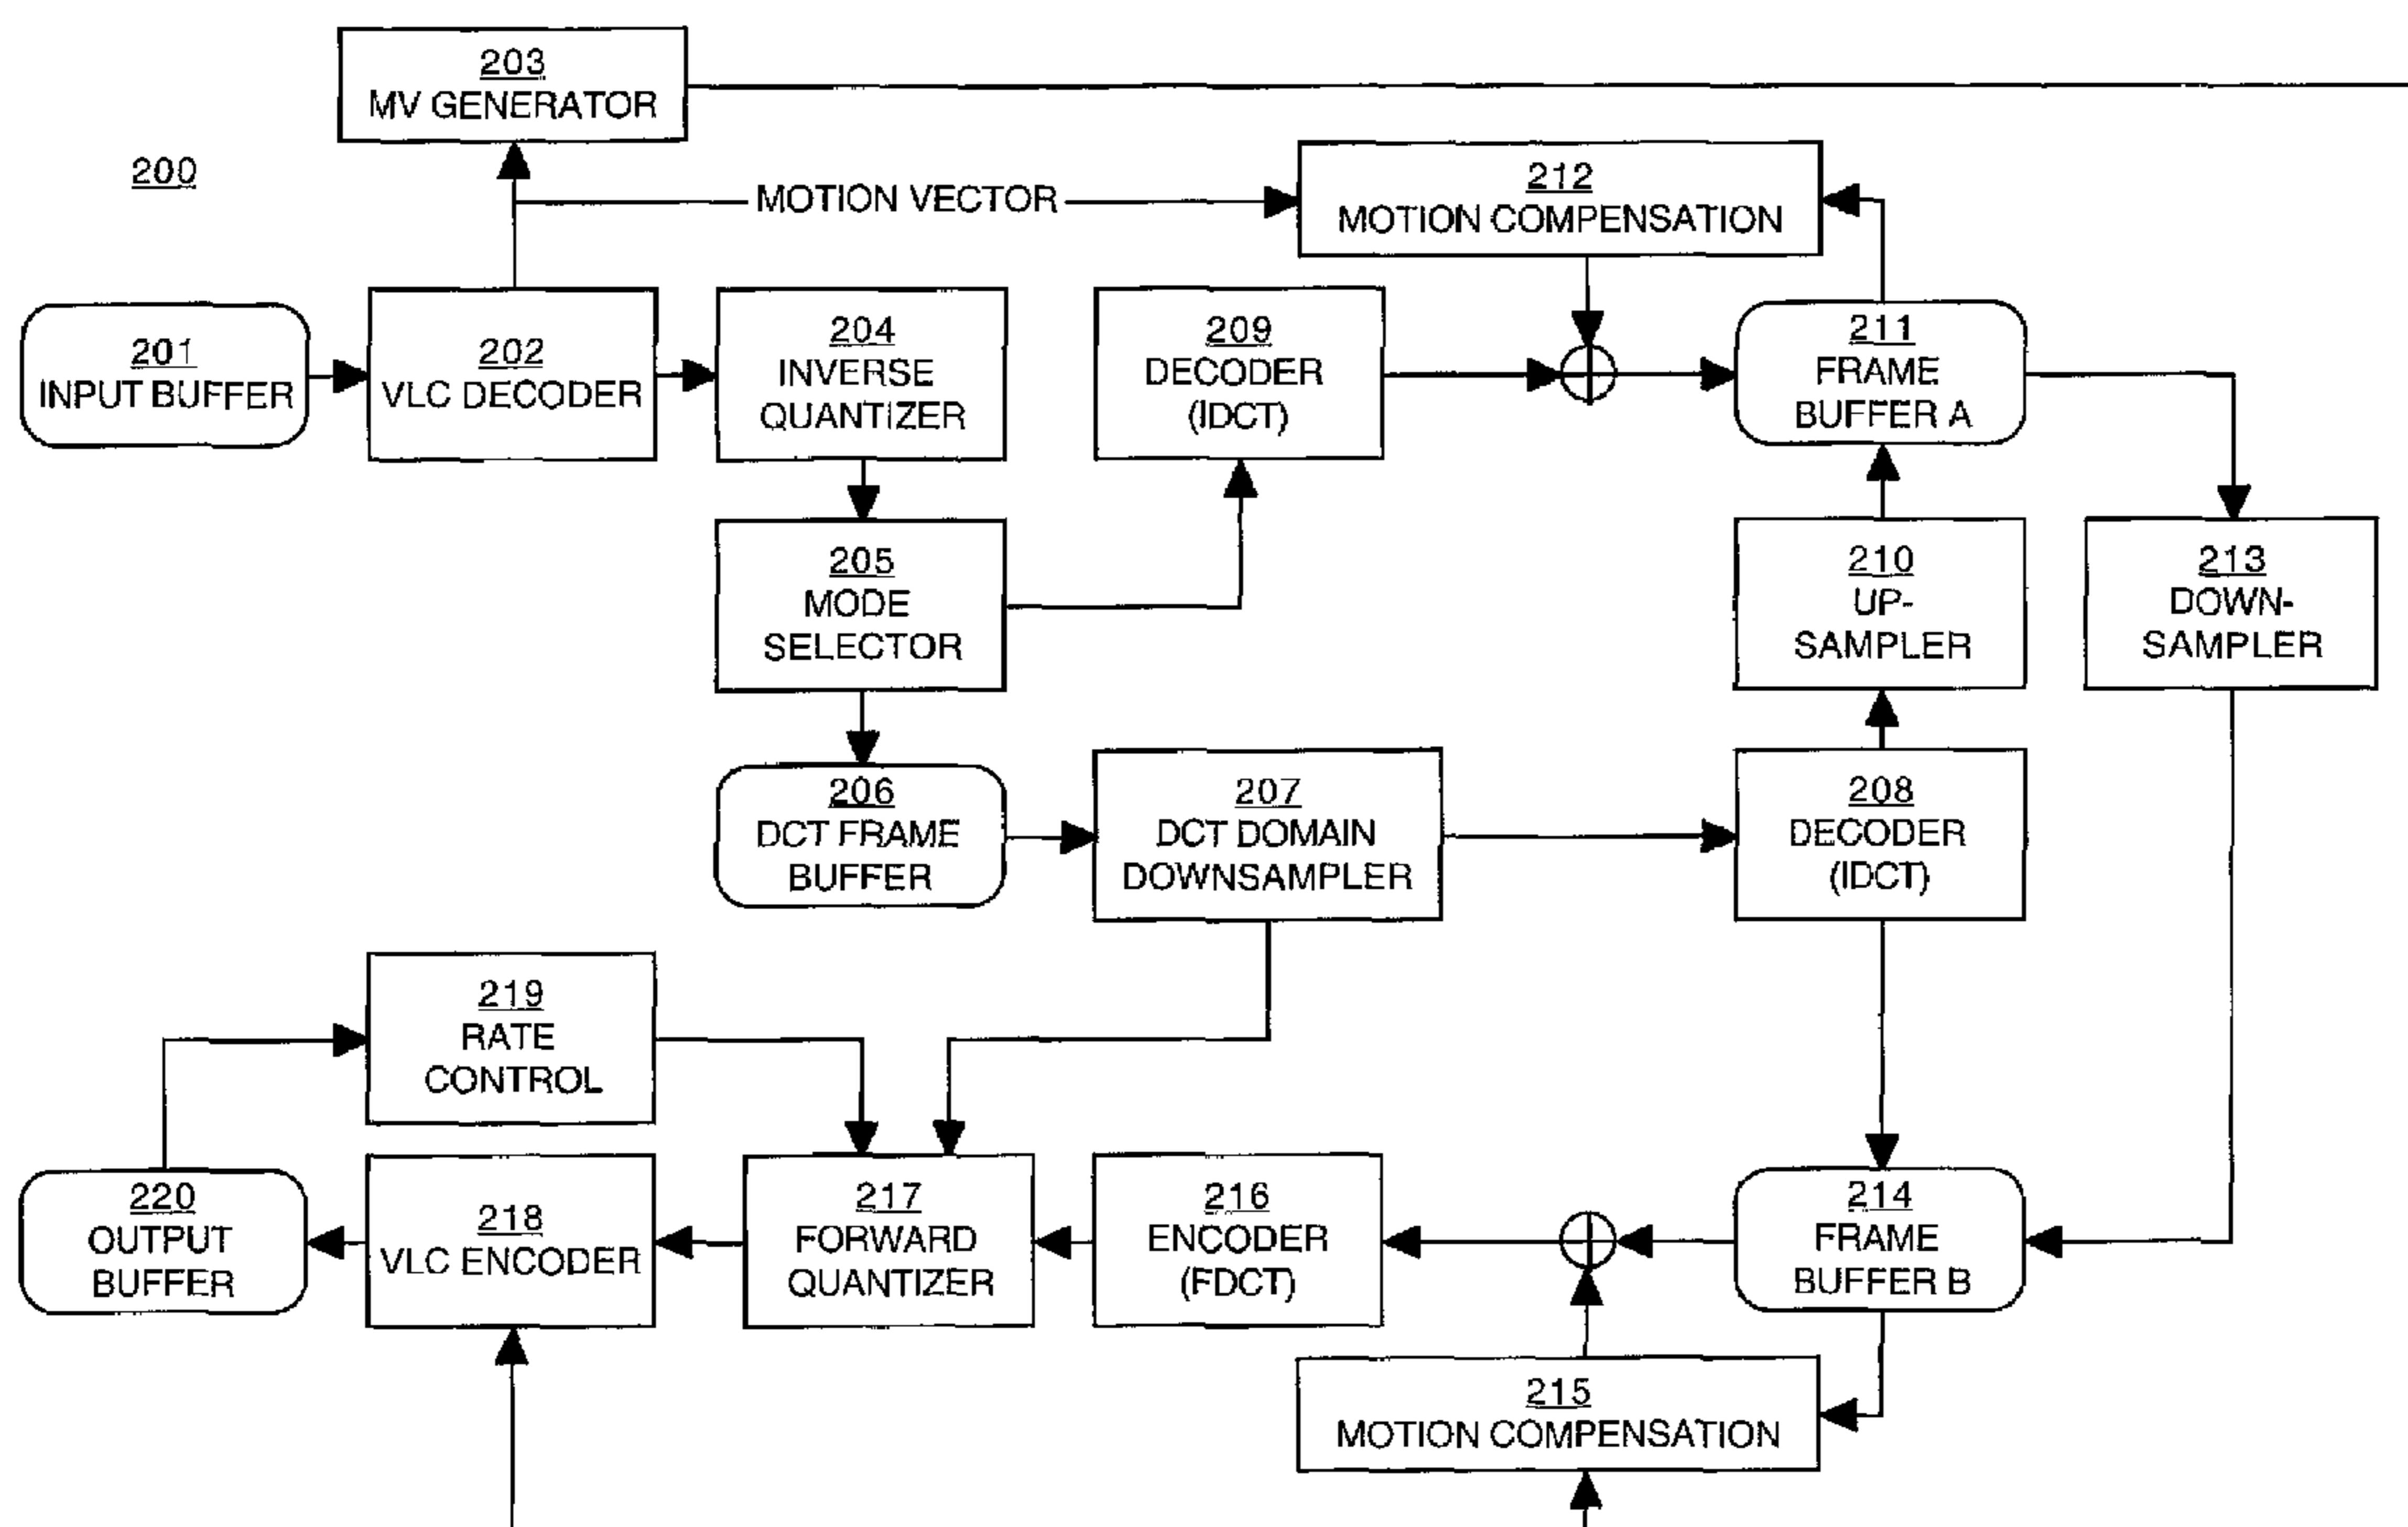 203
MV GENERATOR
200
MOTION VECTOR
212
MOTION COMPENSATION
201
INPUT BUFFER
202
VLC DECODER
204
INVERSE
QUANTIZER
209
DECODER
(IDCT)
211
FRAME
BUFFER A
205
MODE
SELECTOR
210
UP-
SAMPLER
213
DOWN-
SAMPLER
206
DCT FRAME
BUFFER
207
DCT DOMAIN
DOWNSAMPLER
208
DECODER
(IDCT)
219
RATE
CONTROL
220
OUTPUT
BUFFER
218
VLC ENCODER
217
FORWARD
QUANTIZER
216
ENCODER
(FDCT)
214
FRAME
BUFFER B
215
MOTION COMPENSATION